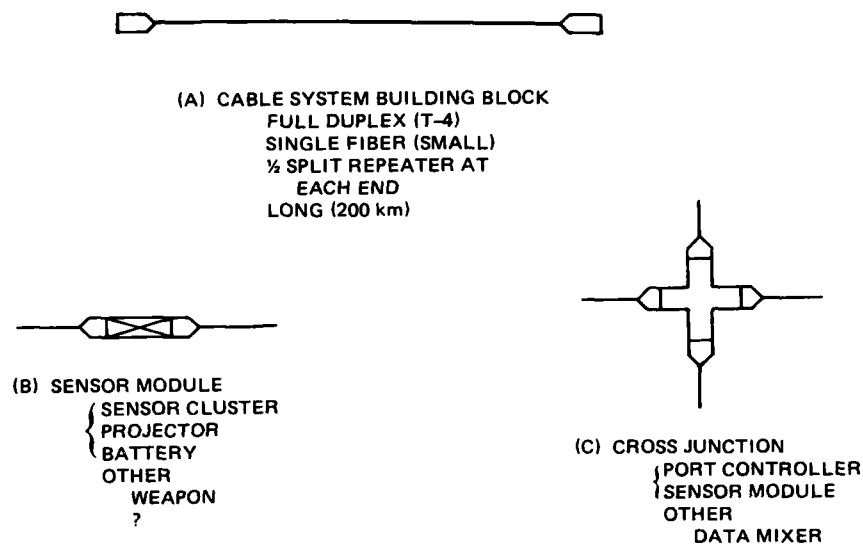 (A) CABLE SYSTEM BUILDING BLOCK
FULL DUPLEX (T-4)
SINGLE FIBER (SMALL)
½ SPLIT REPEATER AT
EACH END
LONG (200 km)
(B) SENSOR MODULE
SENSOR CLUSTER
PROJECTOR
BATTERY
OTHER
WEAPON
?
(C) CROSS JUNCTION
PORT CONTROLLER
SENSOR MODULE
OTHER
DATA MIXER